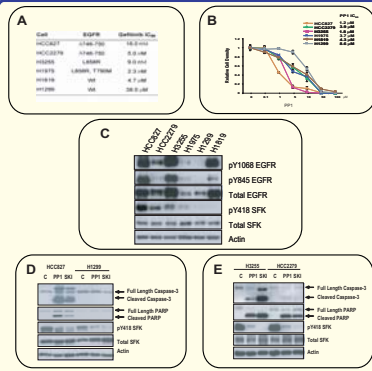 A
Cell EGFR Gefitinib IC50
HCC827
HCC2279
H3255 L858R
H1975 L858R, T790M
H1819 Wt
H1299 Wt
B
PP1 IC50
HCC827
HCC2279
H3255
H1975
H1819
H1299
Relative Cell Density
PP1
C
HCC827
HCC2279
H3255
H1975
H1299
H1819
pY1068 EGFR
pY845 EGFR
Total EGFR
pY418 SFK
Total SFK
Actin
D
HCC827 H1299
C PP1 SKI C PP1 SKI
Full Length Caspase-3
Cleaved Caspase-3
Full Length PARP
Cleaved PARP
pY418 SFK
Total SFK
Actin
E
H3255 HCC2279
C PP1 SKI C PP1 SKI
Full Length Caspase-3
Cleaved Caspase-3
Full Length PARP
Cleaved PARP
pY418 SFK
Total SFK
Actin